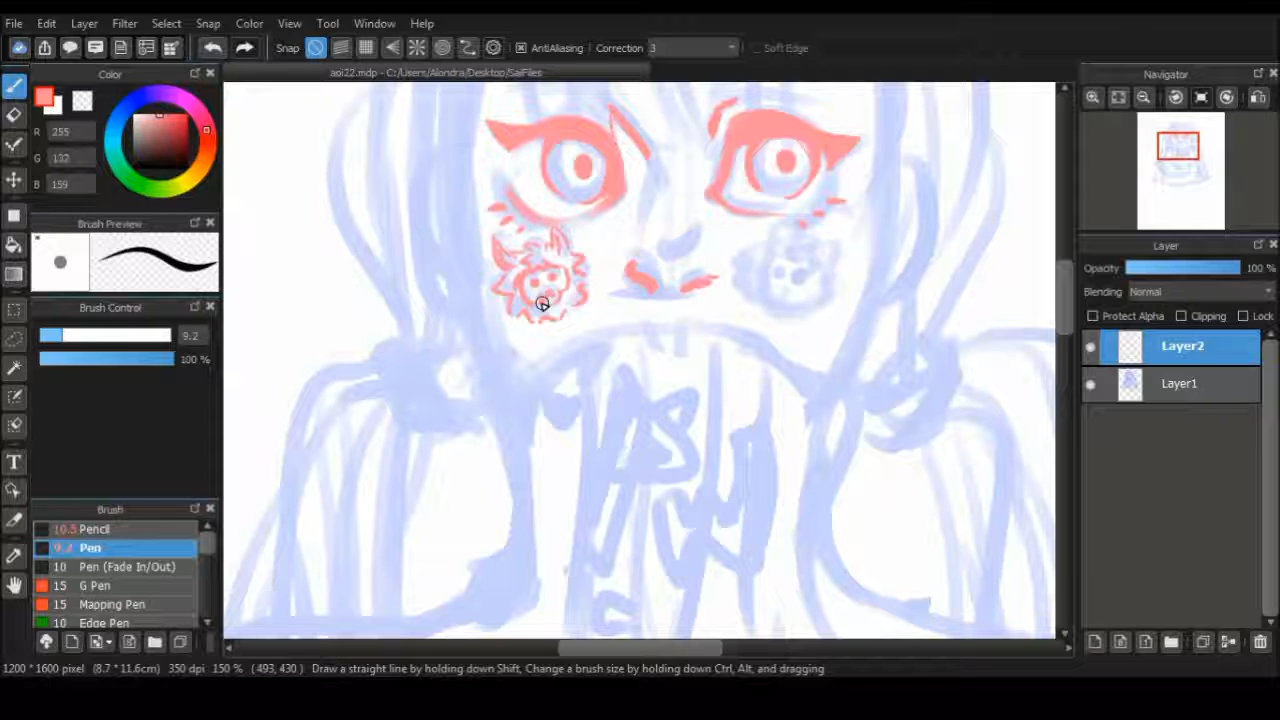 File Edit Layer Filter Select Snap Color View Tool Window Help
Snap AntiAliasing Correction 3 Soft Edge
Color
aoi22.mdp - C:/Users/Alondra/Desktop/SaiFiles
Navigator
R 255
G 132
B 159
Brush Preview
Layer
Opacity 100 %
Blending Normal
Brush Control
Protect Alpha Clipping Lock
9.2
Layer2
100 %
Layer1
Brush
10.5 Pencil
9.2 Pen
10 Pen (Fade In/Out)
15 G Pen
15 Mapping Pen
10 Edge Pen
1200 * 1600 pixel (8.7 * 11.6cm) 350 dpi 150 % ( 493, 430 ) Draw a straight line by holding down Shift, Change a brush size by holding down Ctrl, Alt, and dragging